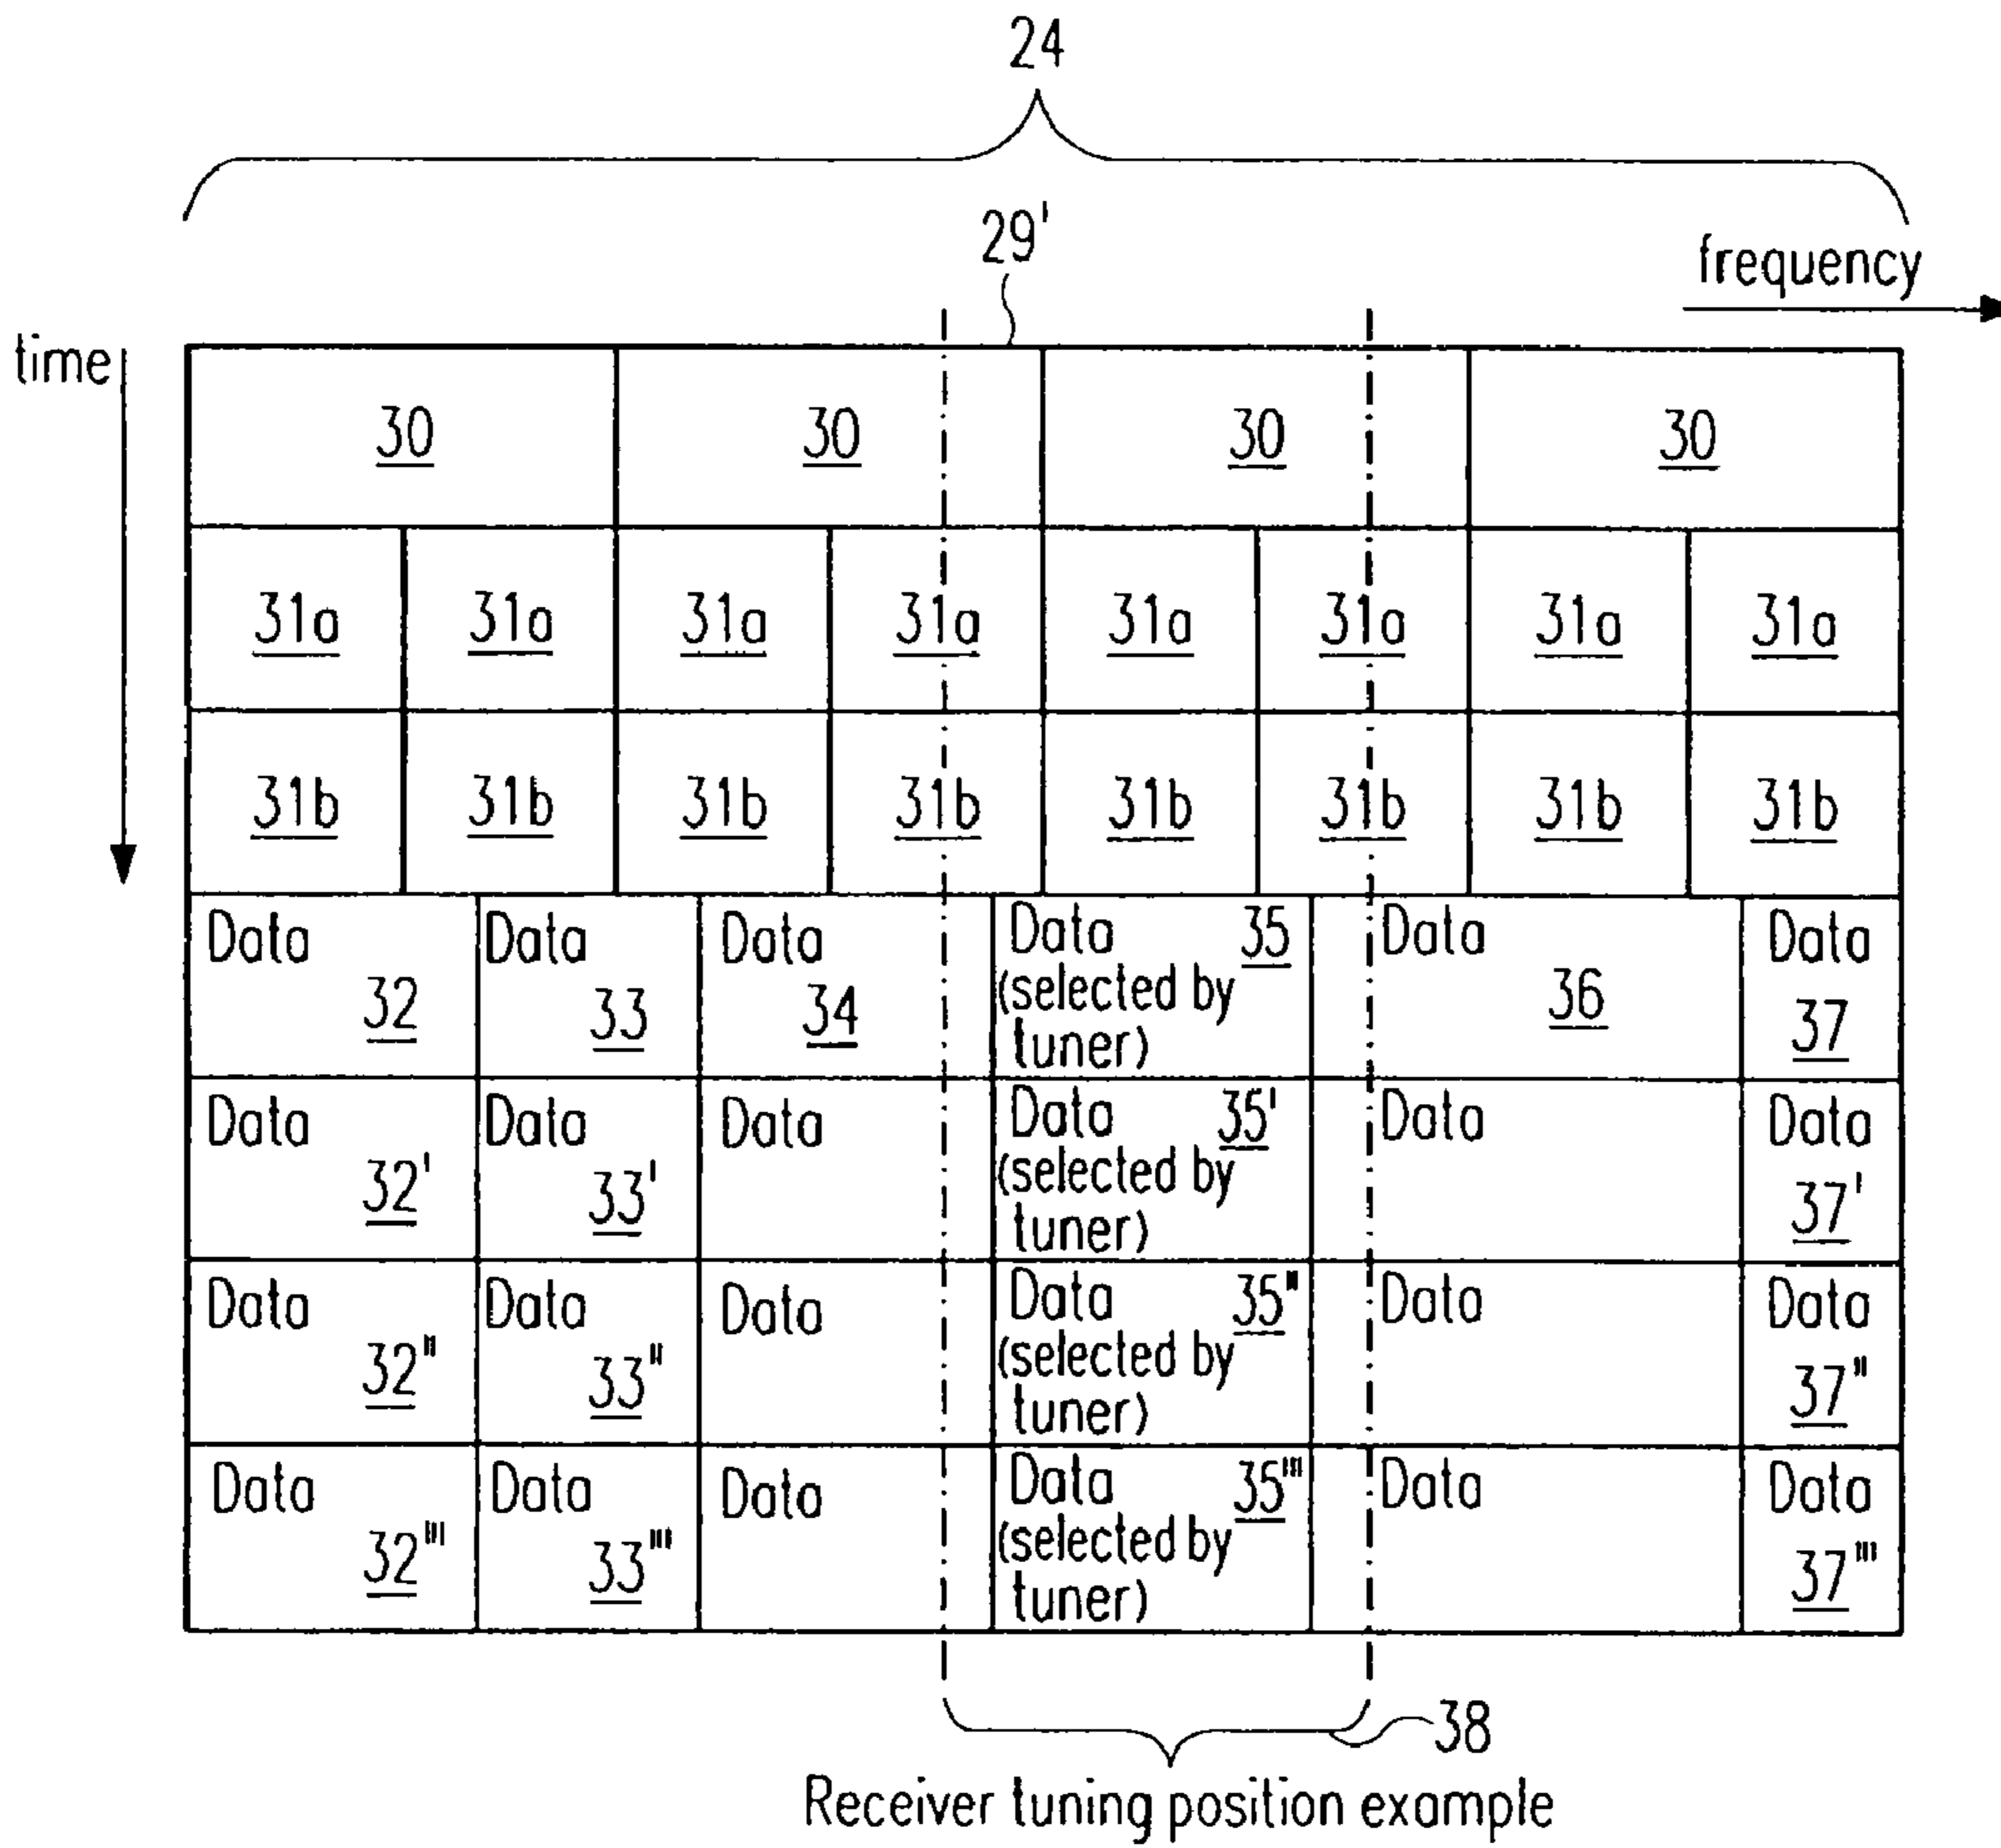 24
29'
frequency
time
30 30 30 30
31a 31a 31a 31a 31a 31a 31a 31a
31b 31b 31b 31b 31b 31b 31b 31b
Data 32
Data 33
Data 34
Data 35
(selected by
tuner)
Data 36
Data 37
Data 32'
Data 33'
Data
Data 35'
(selected by
tuner)
Data
Data 37'
Data 32"
Data 33"
Data
Data 35"
(selected by
tuner)
Data
Data 37"
Data 32'''
Data 33'''
Data
Data 35'''
(selected by
tuner)
Data
Data 37'''
38
Receiver tuning position example